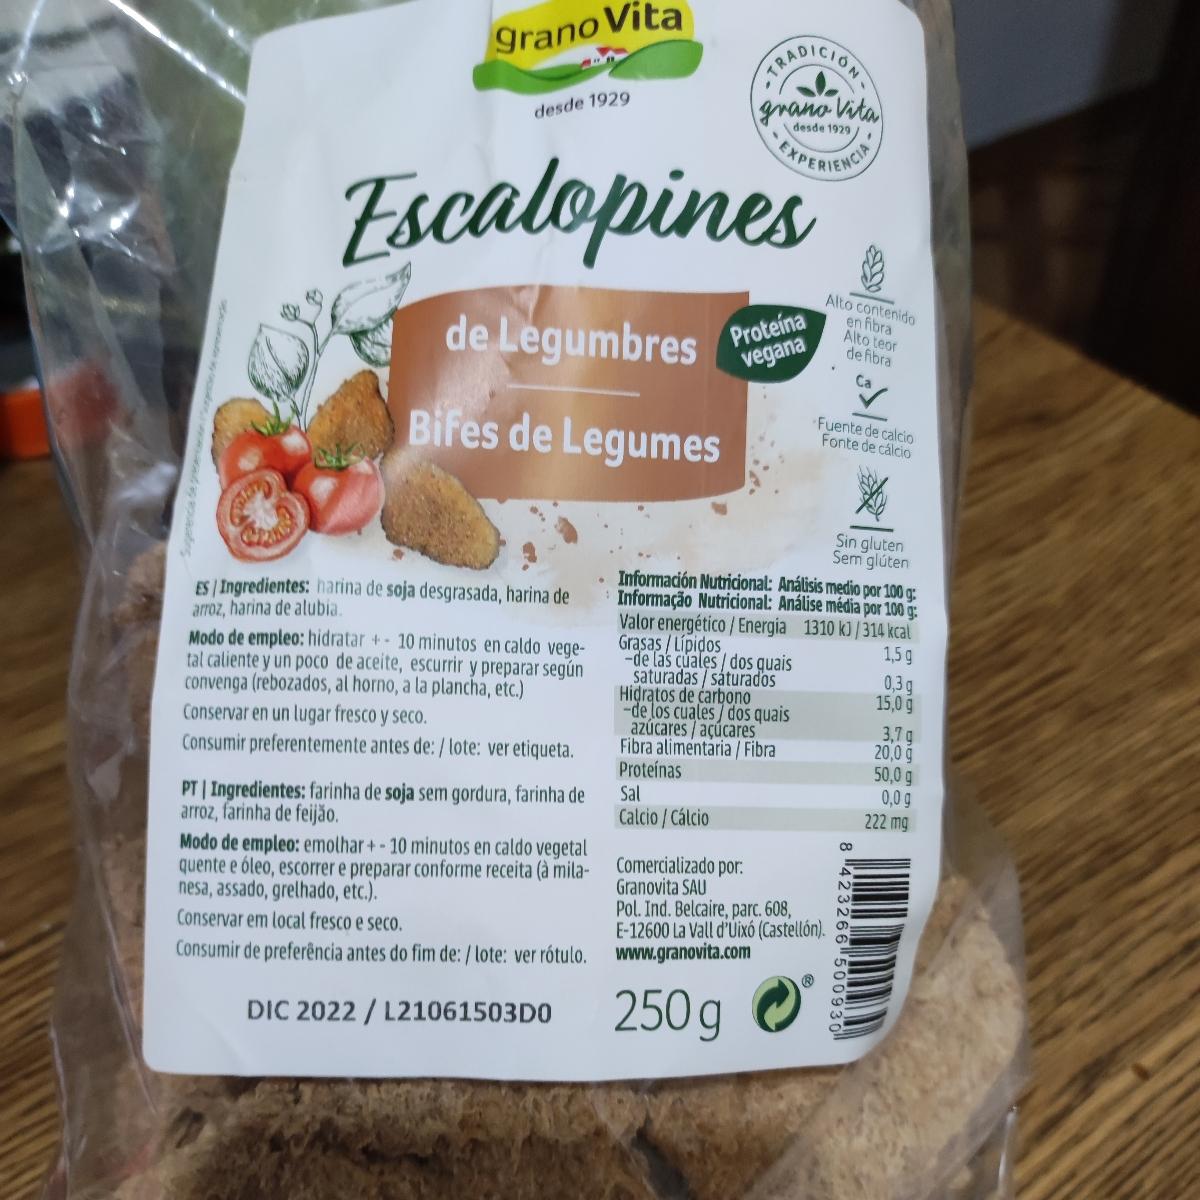 grano Vita
desde 1929
TRADICIÓN
grano Vita
desde 1929
EXPERIENCIA
Escalopines
de Legumbres
Bifes de Legumes
Proteína
vegana
Alto contenido
en fibra
Alto teor
de fibra
Ca
Fuente de calcio
Fonte de cálcio
Sin gluten
Sem glúten
ES / Ingredientes: harina de soja desgrasada, harina de
arroz, harina de alubia.
Modo de empleo: hidratar + - 10 minutos en caldo vege-
tal caliente y un poco de aceite, escurrir y preparar según
convenga (rebozados, al horno, a la plancha, etc.)
Conservar en un lugar fresco y seco.
Consumir preferentemente antes de: / lote: ver etiqueta.
PT | Ingredientes: farinha de soja sem gordura, farinha de
arroz, farinha de feijão.
Modo de empleo: emolhar + - 10 minutos en caldo vegetal
quente e óleo, escorrer e preparar conforme receita (à mila-
nesa, assado, grelhado, etc.).
Conservar em local fresco e seco.
Consumir de preferência antes do fim de: / lote: ver rótulo.
DIC 2022 / L21061503D0
Información Nutricional: Análisis medio por 100 g:
Informação Nutricional: Análise média por 100 g:
Valor energético / Energia 1310 kJ / 314 kcal
Grasas / Lípidos 1,5 g
-de las cuales / dos quais
saturadas / saturados 0,3 g
Hidratos de carbono 15,0 g
-de los cuales / dos quais
azúcares / açúcares 3,7 g
Fibra alimentaria / Fibra 20,0 g
Proteínas 50,0 g
Sal 0,0 g
Calcio / Cálcio 222 mg
Comercializado por:
Granovita SAU
Pol. Ind. Belcaire, parc. 608,
E-12600 La Vall d'Uixó (Castellón).
www.granovita.com
250 g
®
8 423266 500930